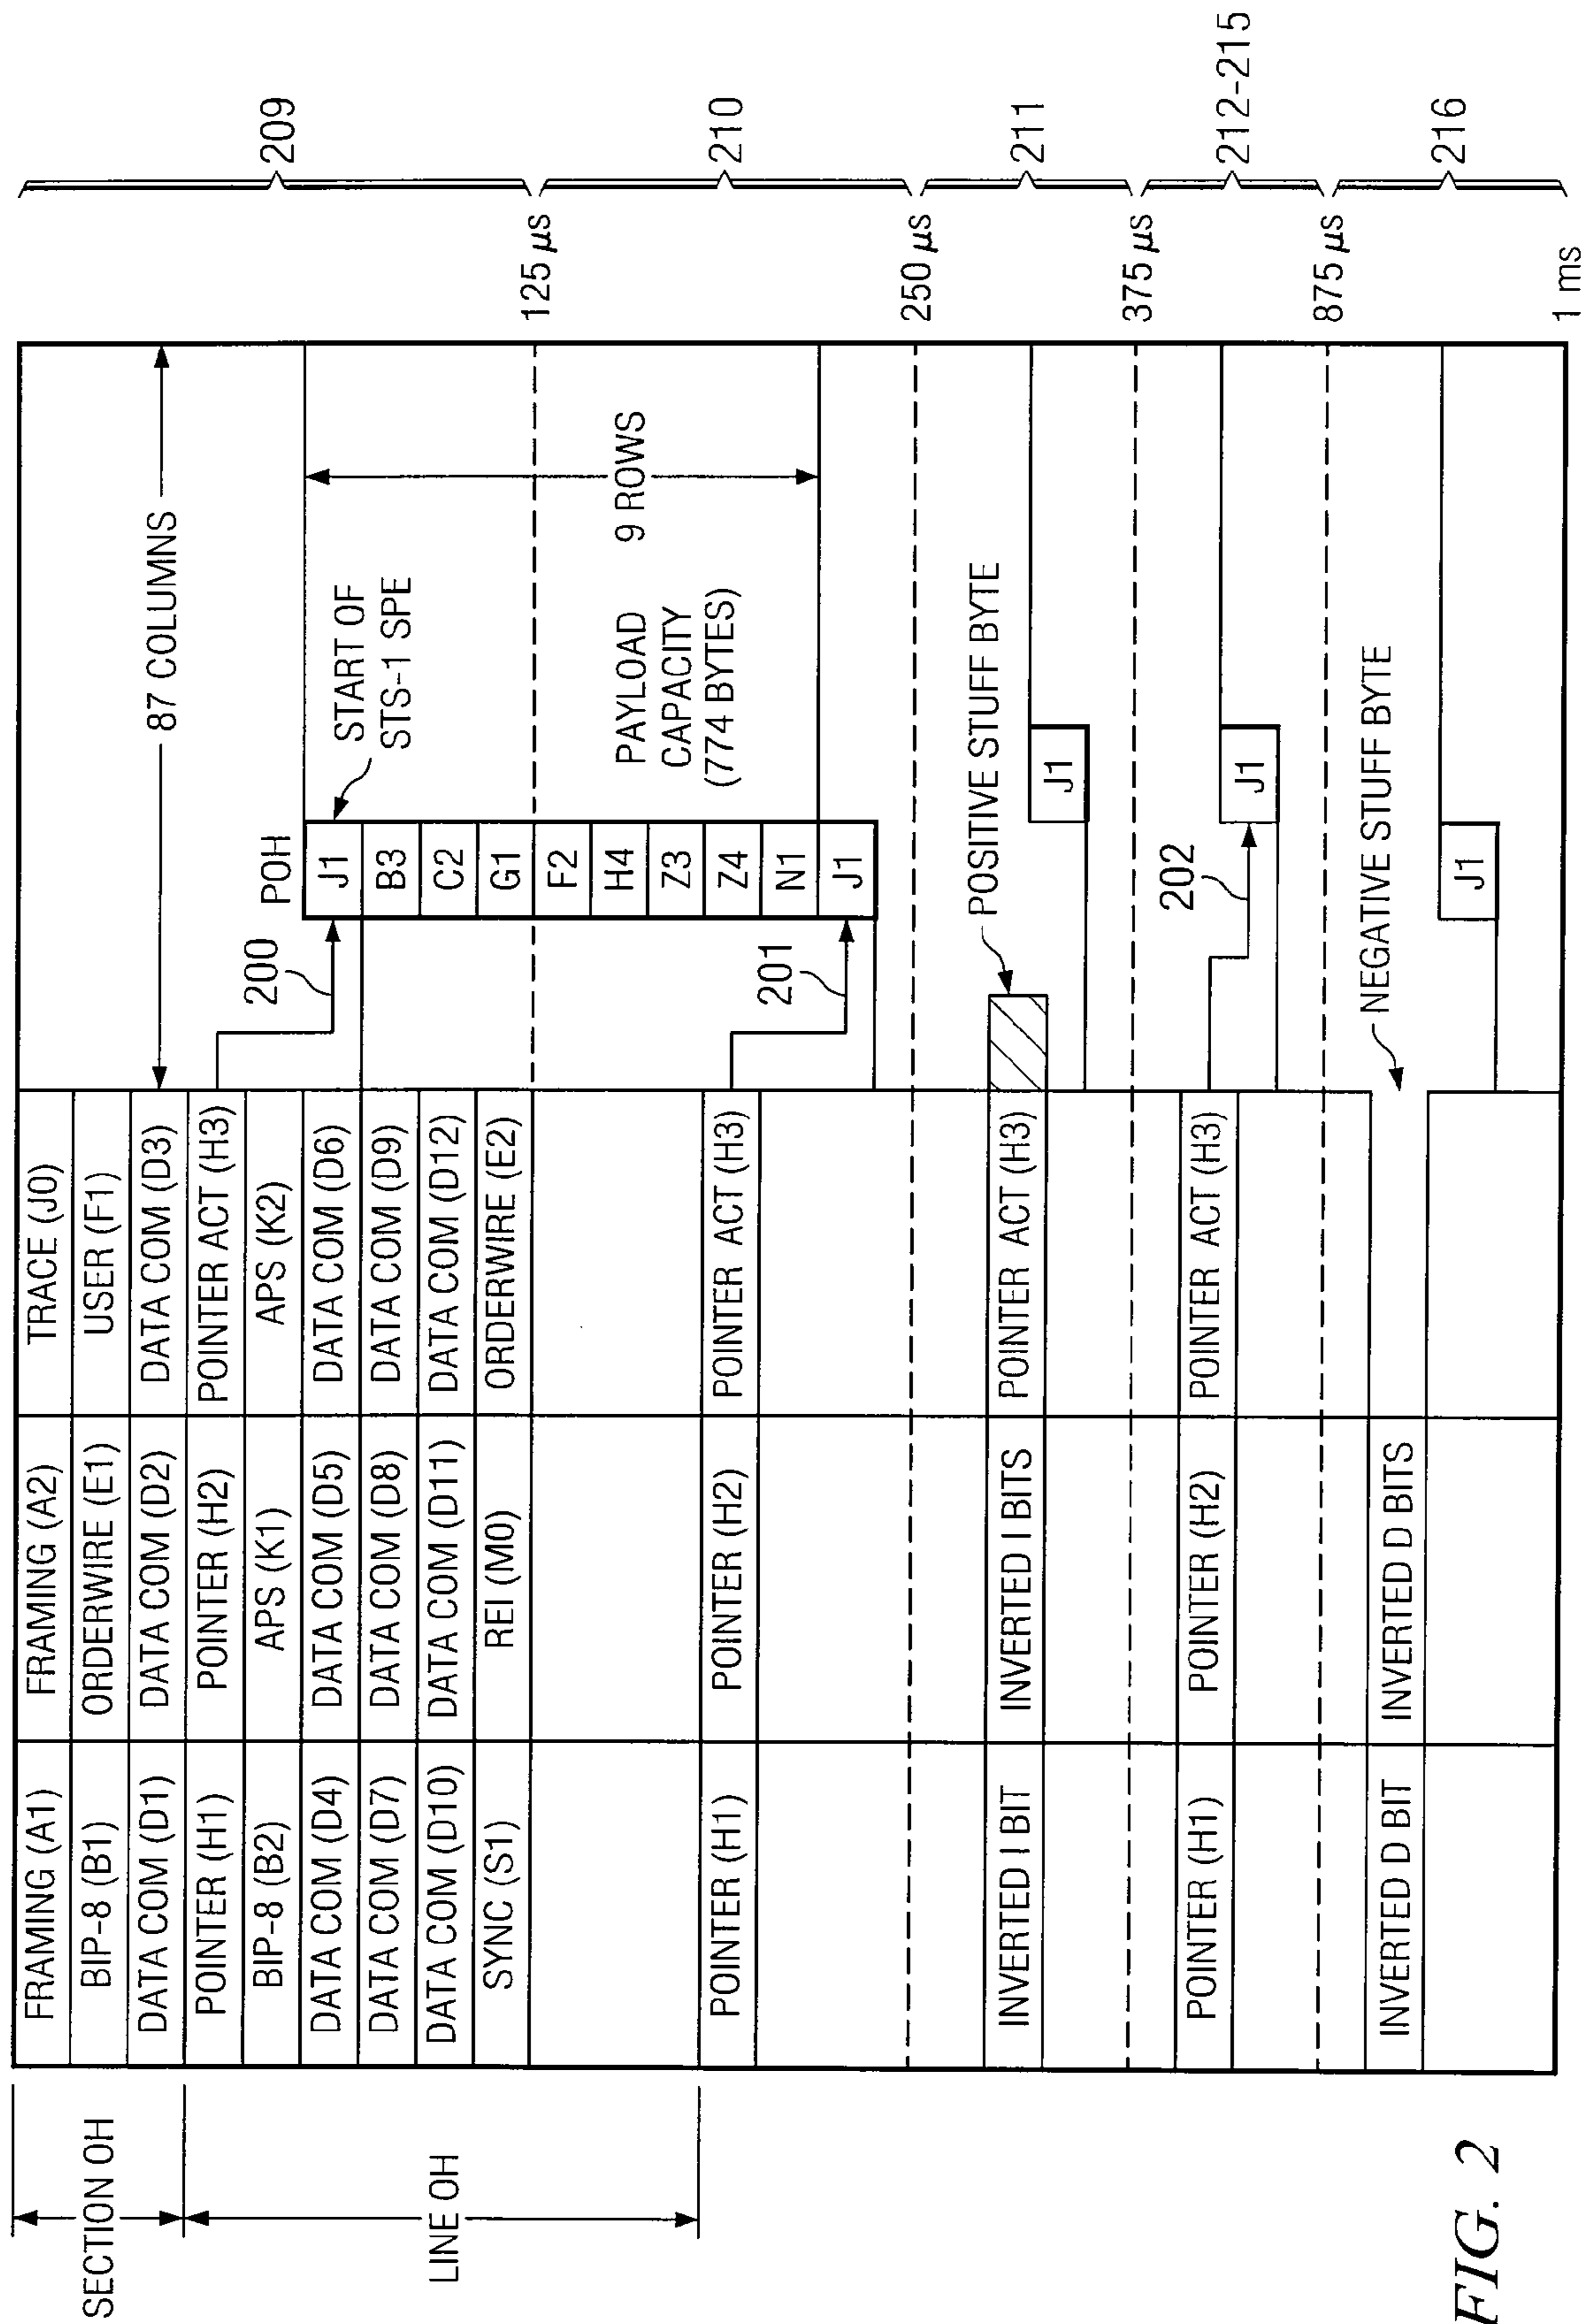 SECTION OH
LINE OH
FRAMING (A1)
FRAMING (A2)
TRACE (J0)
BIP-8 (B1)
ORDERWIRE (E1)
USER (F1)
DATA COM (D1)
DATA COM (D2)
DATA COM (D3)
POINTER (H1)
POINTER (H2)
POINTER ACT (H3)
BIP-8 (B2)
APS (K1)
APS (K2)
DATA COM (D4)
DATA COM (D5)
DATA COM (D6)
DATA COM (D7)
DATA COM (D8)
DATA COM (D9)
DATA COM (D10)
DATA COM (D11)
DATA COM (D12)
SYNC (S1)
REI (M0)
ORDERWIRE (E2)
POINTER (H1)
POINTER (H2)
POINTER ACT (H3)
INVERTED I BIT
INVERTED I BITS
POINTER ACT (H3)
POINTER (H1)
POINTER (H2)
POINTER ACT (H3)
INVERTED D BIT
INVERTED D BITS
87 COLUMNS
200
POH
J1
B3
C2
G1
F2
H4
Z3
Z4
N1
J1
START OF
STS-1 SPE
PAYLOAD
CAPACITY
(774 BYTES)
9 ROWS
201
POSITIVE STUFF BYTE
J1
202
J1
NEGATIVE STUFF BYTE
J1
125 µs
250 µs
375 µs
875 µs
1 ms
209
210
211
212-215
216
FIG. 2